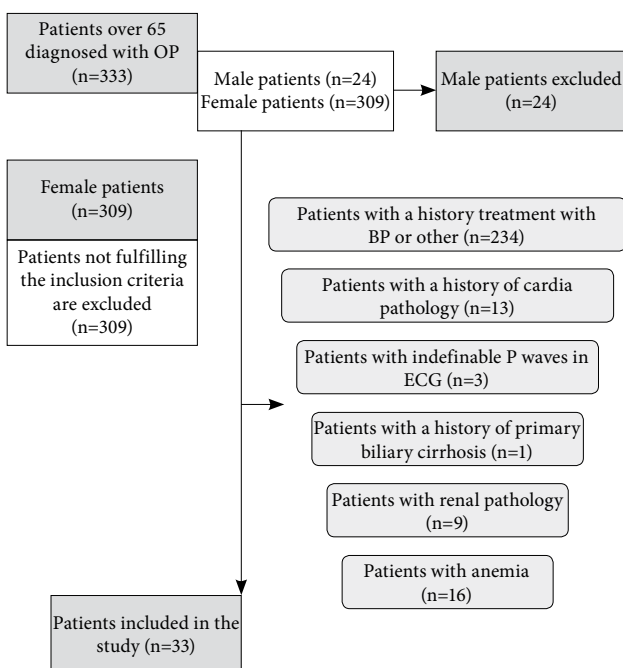 Patients over 65
diagnosed with OP
(n=333)
Male patients (n=24)
Female patients (n=309)
Male patients excluded
(n=24)
Female patients
(n=309)
Patients not fulfilling
the inclusion criteria
are excluded
(n=309)
Patients with a history treatment with
BP or other (n=234)
Patients with a history of cardia
pathology (n=13)
Patients with indefinable P waves in
ECG (n=3)
Patients with a history of primary
biliary cirrhosis (n=1)
Patients with renal pathology
(n=9)
Patients with anemia
(n=16)
Patients included in the
study (n=33)